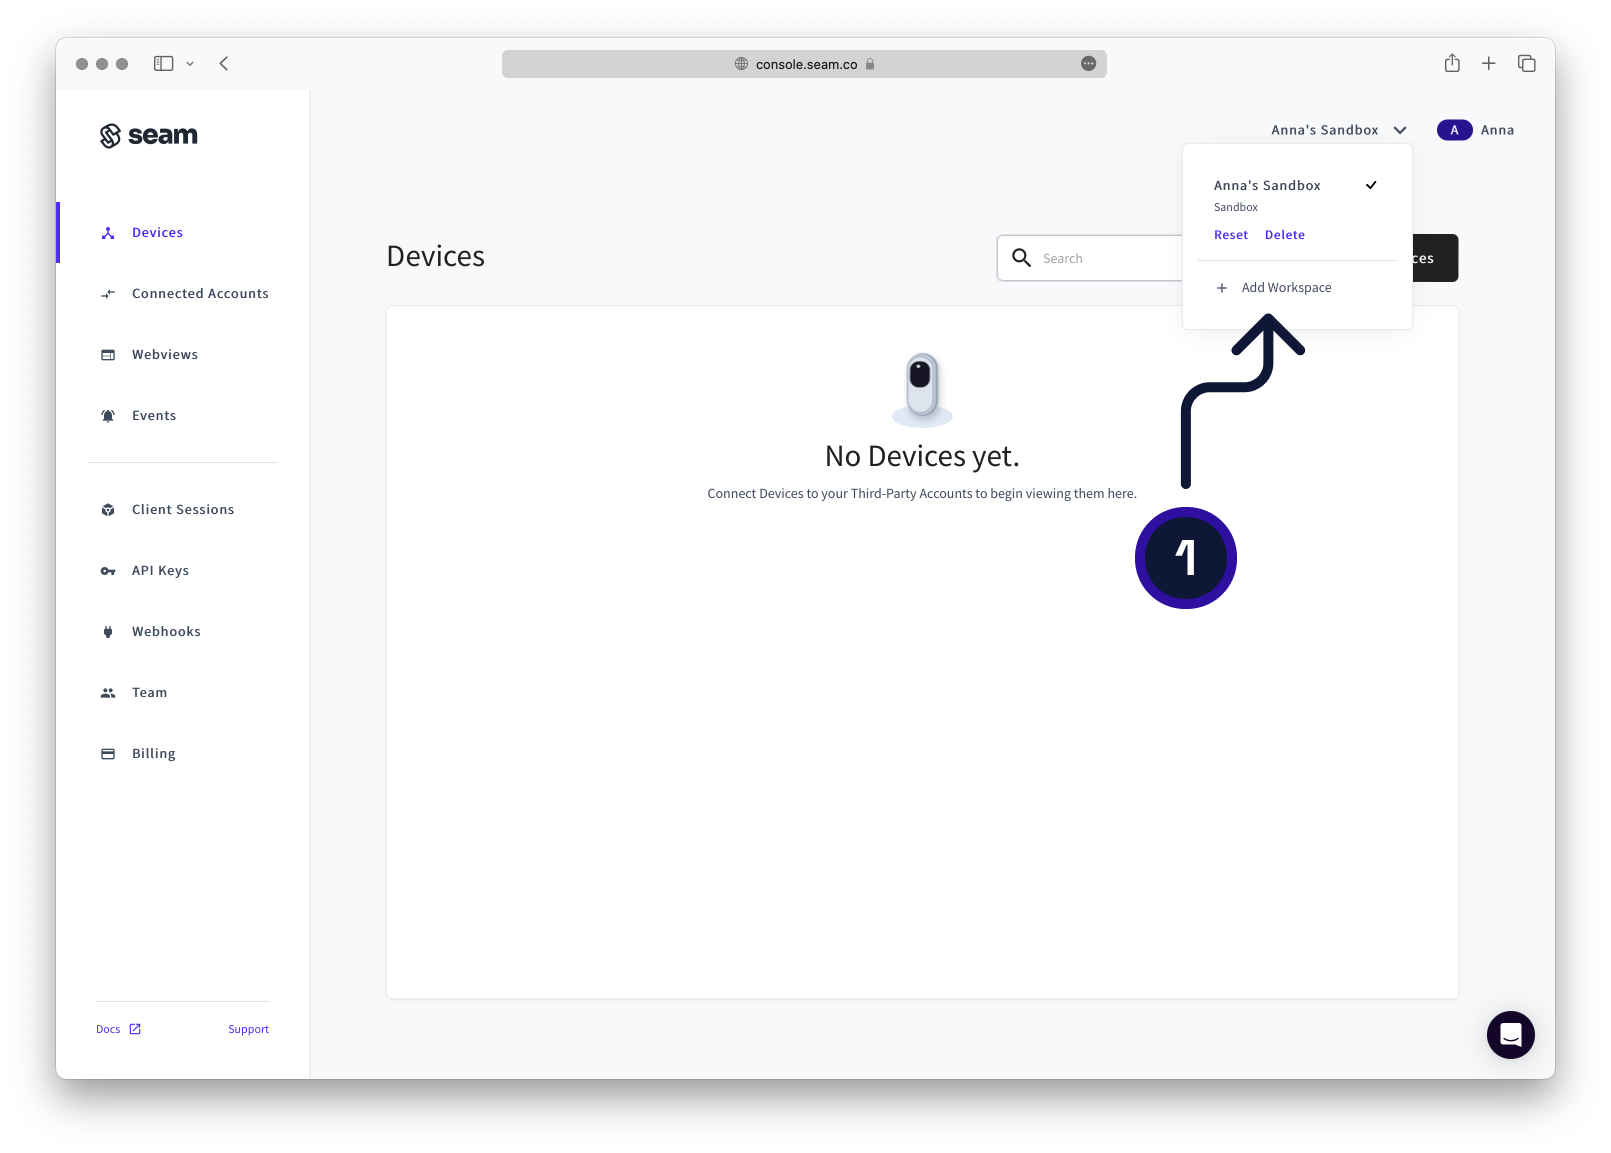 console.seam.co
seam
Anna's Sandbox
A
Anna
Anna's Sandbox
Sandbox
Reset Delete
Add Workspace
Devices
Connected Accounts
Webviews
Events
Client Sessions
API Keys
Webhooks
Team
Billing
Docs
Support
Devices
Search
No Devices yet.
Connect Devices to your Third-Party Accounts to begin viewing them here.
1